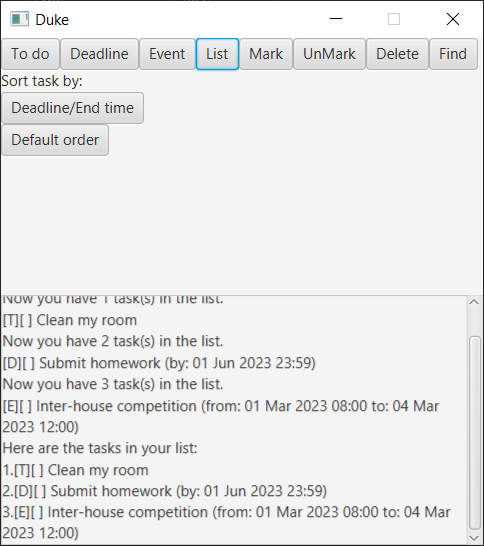 Duke
To do Deadline Event List Mark UnMark Delete Find
Sort task by:
Deadline/End time
Default order
Now you have 1 task(s) in the list.
[T][ ] Clean my room
Now you have 2 task(s) in the list.
[D][ ] Submit homework (by: 01 Jun 2023 23:59)
Now you have 3 task(s) in the list.
[E][ ] Inter-house competition (from: 01 Mar 2023 08:00 to: 04 Mar
2023 12:00)
Here are the tasks in your list:
1.[T][ ] Clean my room
2.[D][ ] Submit homework (by: 01 Jun 2023 23:59)
3.[E][ ] Inter-house competition (from: 01 Mar 2023 08:00 to: 04 Mar
2023 12:00)